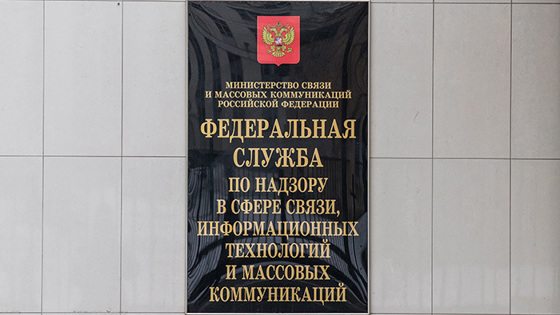 МИНИСТЕРСТВО СВЯЗИ
И МАССОВЫХ КОММУНИКАЦИЙ
РОССИЙСКОЙ ФЕДЕРАЦИИ
ФЕДЕРАЛЬНАЯ
СЛУЖБА
ПО НАДЗОРУ
В СФЕРЕ СВЯЗИ,
ИНФОРМАЦИОННЫХ
ТЕХНОЛОГИЙ
И МАССОВЫХ
КОММУНИКАЦИЙ